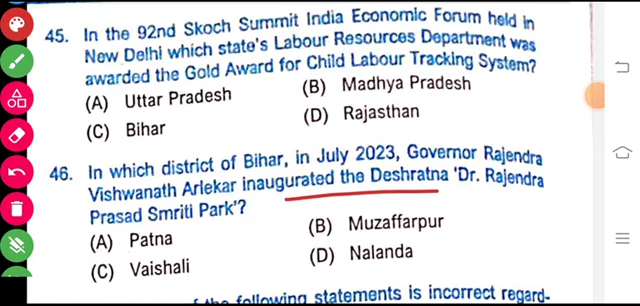 45. In the 92nd Skoch Summit India Economic Forum held in
New Delhi which state's Labour Resources Department was
awarded the Gold Award for Child Labour Tracking System?
(A) Uttar Pradesh (B) Madhya Pradesh
(C) Bihar (D) Rajasthan
46. In which district of Bihar, in July 2023, Governor Rajendra
Vishwanath Arlekar inaugurated the Deshratna 'Dr. Rajendra
Prasad Smriti Park'?
(A) Patna (B) Muzaffarpur
(C) Vaishali (D) Nalanda
following statements is incorrect regard-